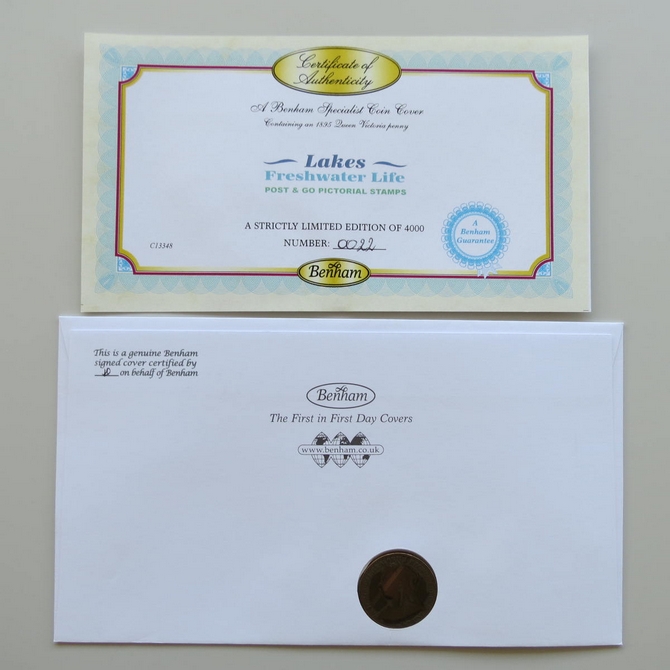 Certificate of
Authenticity
A Benham Specialist Coin Cover
Containing an 1895 Queen Victoria penny
Lakes
Freshwater Life
POST & GO PICTORIAL STAMPS
A STRICTLY LIMITED EDITION OF 4000
NUMBER: 0022
C13348
A
Benham
Guarantee
Benham
This is a genuine Benham
signed cover certified by
on behalf of Benham
Benham
The First in First Day Covers
www.benham.co.uk